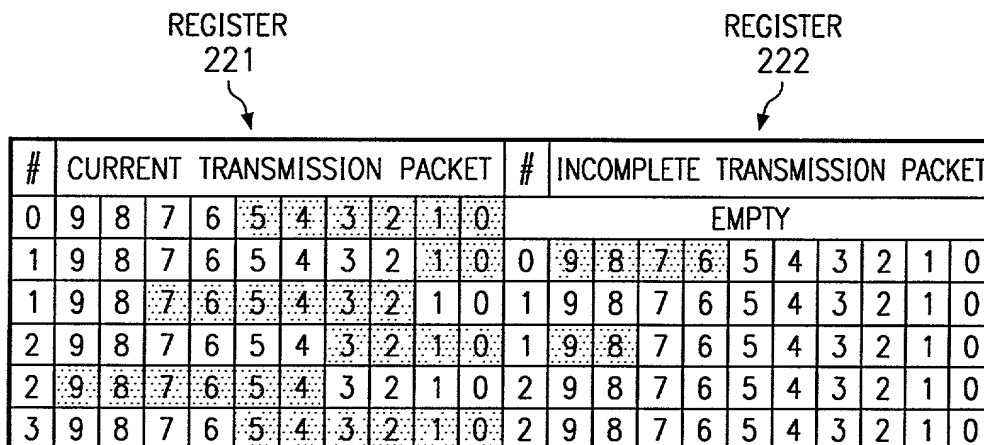 REGISTER
221
REGISTER
222
# CURRENT TRANSMISSION PACKET # INCOMPLETE TRANSMISSION PACKET
0 9 8 7 6 5 4 3 2 1 0 EMPTY
1 9 8 7 6 5 4 3 2 1 0 0 9 8 7 6 5 4 3 2 1 0
1 9 8 7 6 5 4 3 2 1 0 1 9 8 7 6 5 4 3 2 1 0
2 9 8 7 6 5 4 3 2 1 0 1 9 8 7 6 5 4 3 2 1 0
2 9 8 7 6 5 4 3 2 1 0 2 9 8 7 6 5 4 3 2 1 0
3 9 8 7 6 5 4 3 2 1 0 2 9 8 7 6 5 4 3 2 1 0